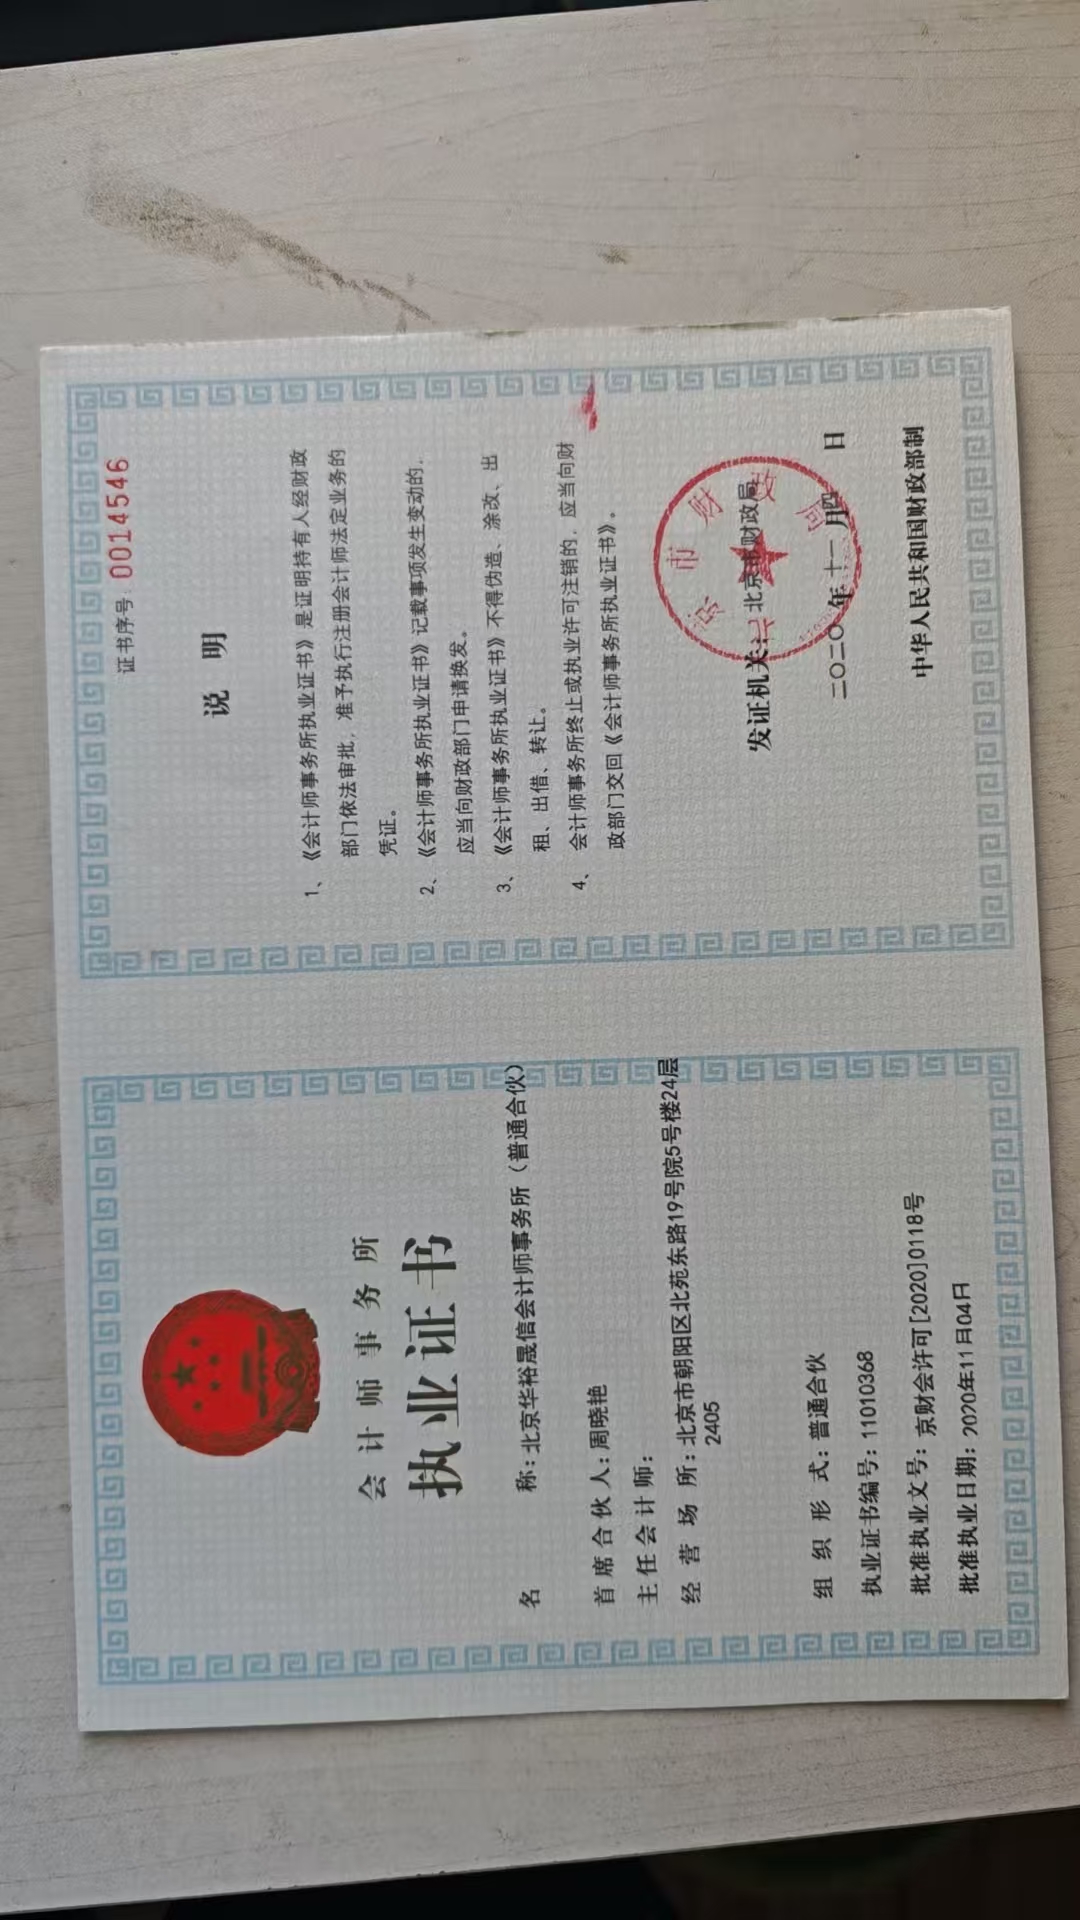 会计师事务所
执业证书
名称：北京华裕晟信会计师事务所（普通合伙）
首席合伙人：周晓艳
主任会计师：
经营场所：北京市朝阳区北苑东路19号院5号楼24层
2405
组织形式：普通合伙
执业证书编号：11010368
批准执业文号：京财会许可[2020]0118号
批准执业日期：2020年11月04日
证书序号：0014546
说明
1、《会计师事务所执业证书》是证明持有人经财政
部门依法审批，准予执行注册会计师法定业务的
凭证。
2、《会计师事务所执业证书》记载事项发生变动的，
应当向财政部门申请换发。
3、《会计师事务所执业证书》不得伪造、涂改、出
租、出借、转让。
4、会计师事务所终止或执业许可注销的，应当向财
政部门交回《会计师事务所执业证书》。
发证机关：北京市财政局
二〇二〇年十一月四日
中华人民共和国财政部制